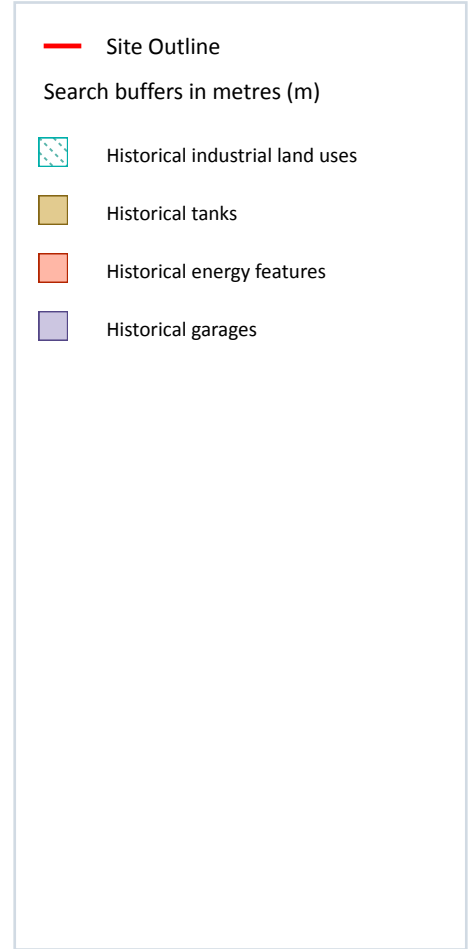 Site Outline
Search buffers in metres (m)
Historical industrial land uses
Historical tanks
Historical energy features
Historical garages